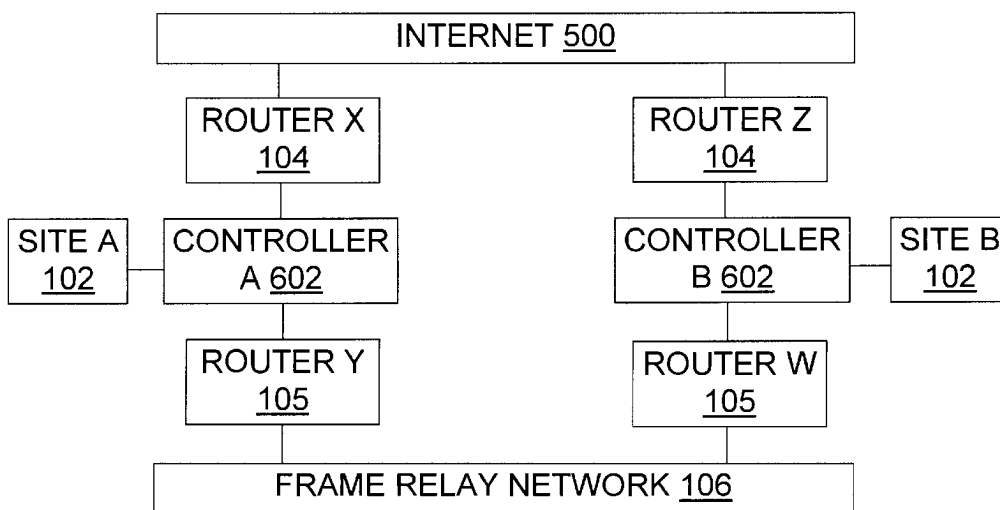 INTERNET 500
ROUTER X
104
ROUTER Z
104
SITE A
102
CONTROLLER
A 602
CONTROLLER
B 602
SITE B
102
ROUTER Y
105
ROUTER W
105
FRAME RELAY NETWORK 106